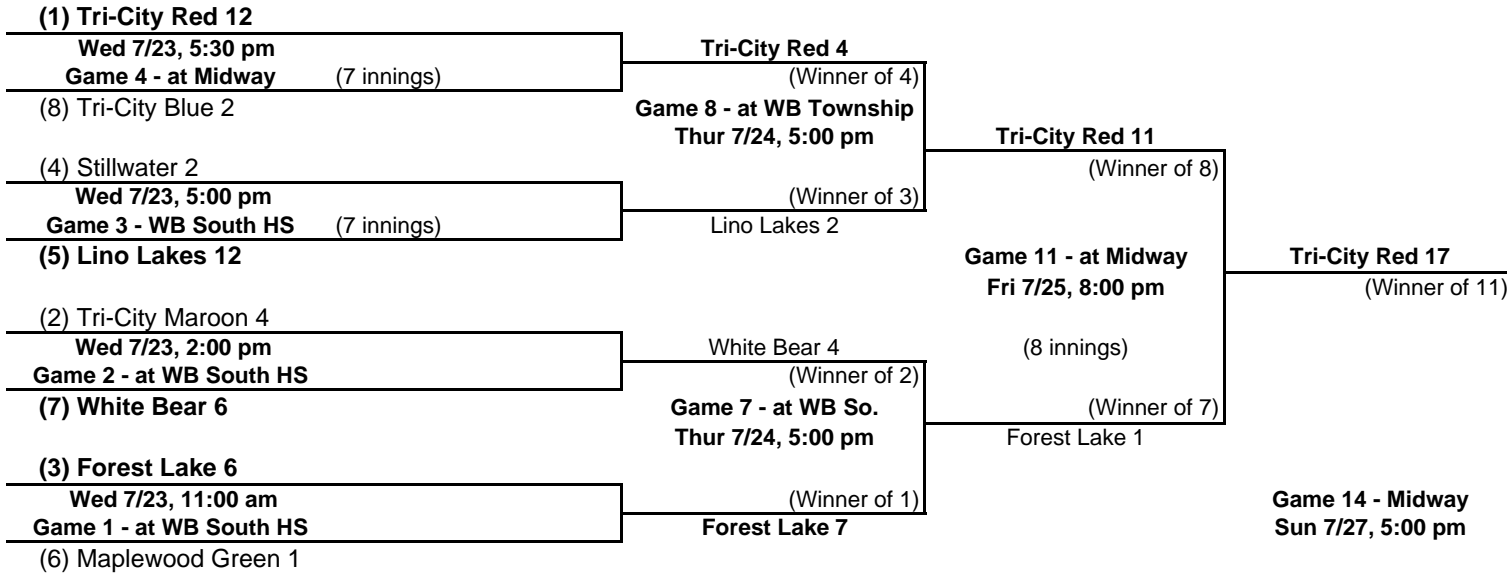 (1) Tri-City Red 12
Wed 7/23, 5:30 pm
Game 4 - at Midway (7 innings)
(8) Tri-City Blue 2
Tri-City Red 4
(Winner of 4)
Game 8 - at WB Township
Thur 7/24, 5:00 pm
Tri-City Red 11
(Winner of 8)
(4) Stillwater 2
Wed 7/23, 5:00 pm
Game 3 - WB South HS (7 innings)
(5) Lino Lakes 12
(Winner of 3)
Lino Lakes 2
Game 11 - at Midway
Fri 7/25, 8:00 pm
(8 innings)
Tri-City Red 17
(Winner of 11)
(2) Tri-City Maroon 4
Wed 7/23, 2:00 pm
Game 2 - at WB South HS
(7) White Bear 6
White Bear 4
(Winner of 2)
Game 7 - at WB So.
Thur 7/24, 5:00 pm
(Winner of 7)
Forest Lake 1
(3) Forest Lake 6
Wed 7/23, 11:00 am
Game 1 - at WB South HS
(6) Maplewood Green 1
(Winner of 1)
Forest Lake 7
Game 14 - Midway
Sun 7/27, 5:00 pm